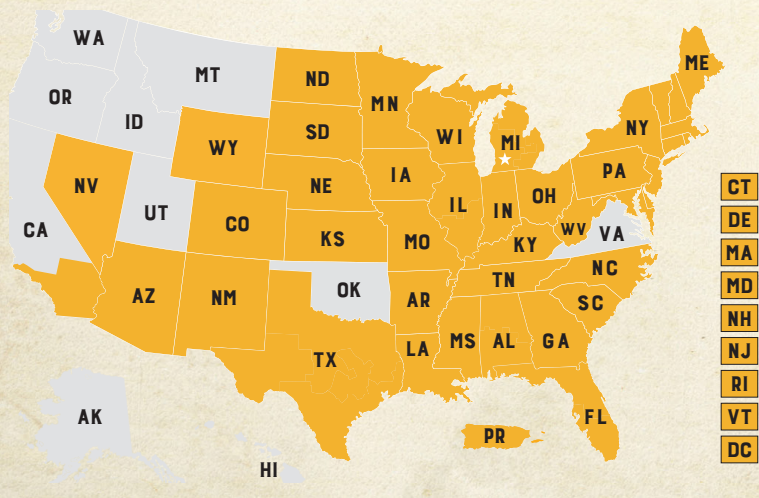 WA
MT
ND
MN
ME
OR
ID
SD
WI
MI
NY
WY
NV
UT
NE
IA
PA
CA
CO
KS
MO
IL
IN
OH
KY
WV
VA
AZ
NM
OK
AR
TN
NC
SC
TX
LA
MS
AL
GA
FL
AK
HI
PR
CT
DE
MA
MD
NH
NJ
RI
VT
DC